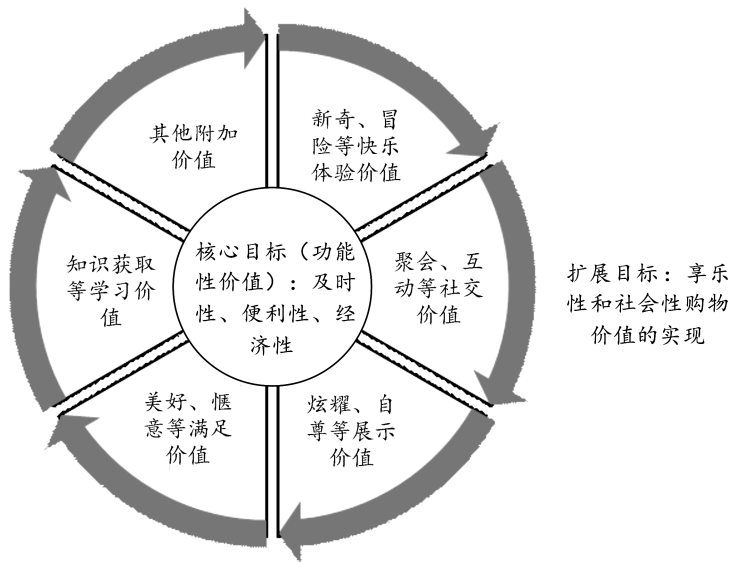 其他附加
价值
新奇、冒
险等快乐
体验价值
聚会、互
动等社交
价值
炫耀、自
尊等展示
价值
美好、惬
意等满足
价值
知识获取
等学习价
值
核心目标（功能
性价值）：及时
性、便利性、经
济性
扩展目标：享乐
性和社会性购物
价值的实现